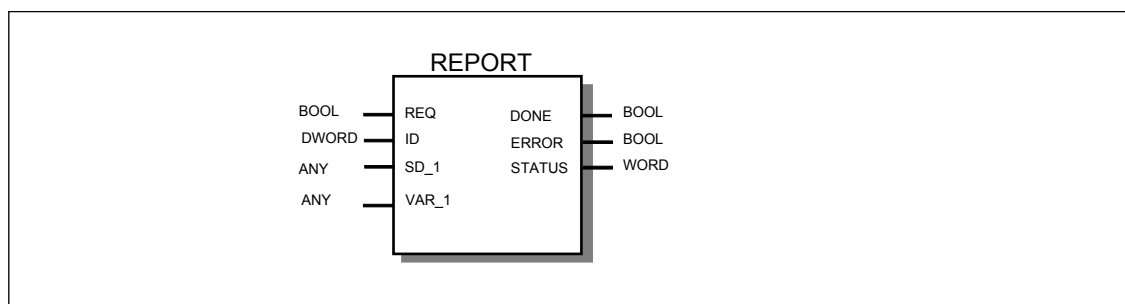 REPORT
BOOL REQ DONE BOOL
DWORD ID ERROR BOOL
ANY SD_1 STATUS WORD
ANY VAR_1